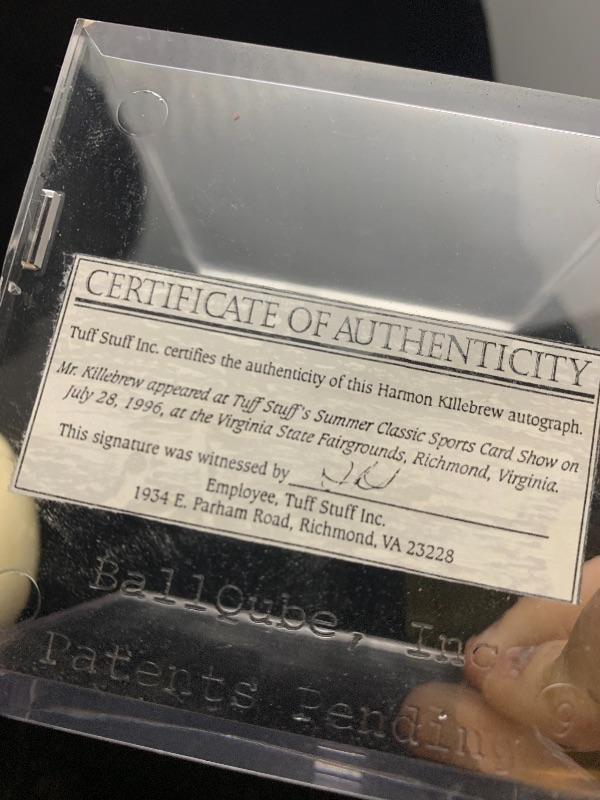 CERTIFICATE OF AUTHENTICITY
Tuff Stuff Inc. certifies the authenticity of this Harmon KIllebrew autograph.
Mr. Killebrew appeared at Tuff Stuff's Summer Classic Sports Card Show on
July 28, 1996, at the Virginia State Fairgrounds, Richmond, Virginia.
This signature was witnessed by
Employee, Tuff Stuff Inc.
1934 E. Parham Road, Richmond, VA 23228
BallQube, Inc.
Patents Pending